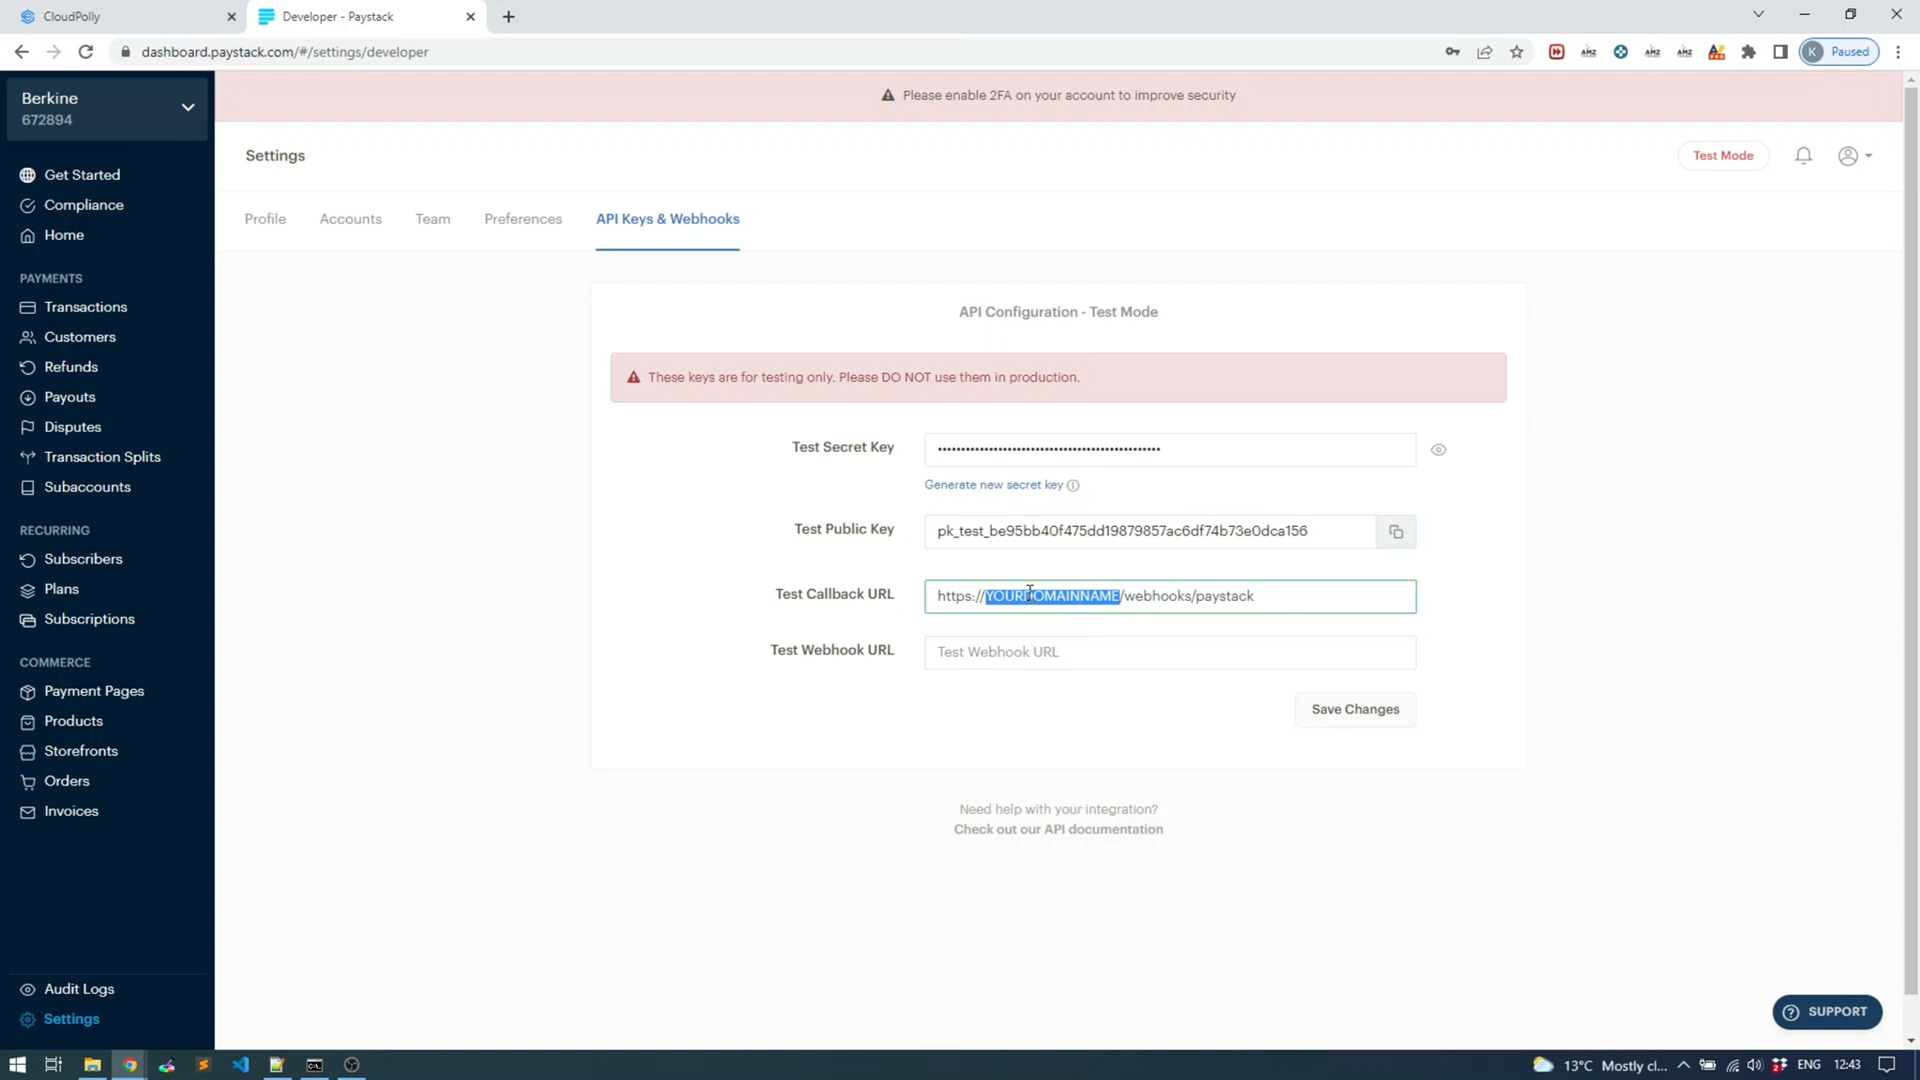 CloudPolly
Developer - Paystack
dashboard.paystack.com/#/settings/developer
K Paused
Berkine
672894
Please enable 2FA on your account to improve security
Settings
Test Mode
Get Started
Compliance
Home
PAYMENTS
Transactions
Customers
Refunds
Payouts
Disputes
Transaction Splits
Subaccounts
RECURRING
Subscribers
Plans
Subscriptions
COMMERCE
Payment Pages
Products
Storefronts
Orders
Invoices
Audit Logs
Settings
Profile
Accounts
Team
Preferences
API Keys & Webhooks
API Configuration - Test Mode
These keys are for testing only. Please DO NOT use them in production.
Test Secret Key
••••••••••••••••••••••••••••••••••••••••••••••••
Generate new secret key
Test Public Key
pk_test_be95bb40f475dd19879857ac6df74b73e0dca156
Test Callback URL
https://YOURDOMAINNAME/webhooks/paystack
Test Webhook URL
Test Webhook URL
Save Changes
Need help with your integration?
Check out our API documentation
SUPPORT
13°C Mostly cl...
ENG
12:43